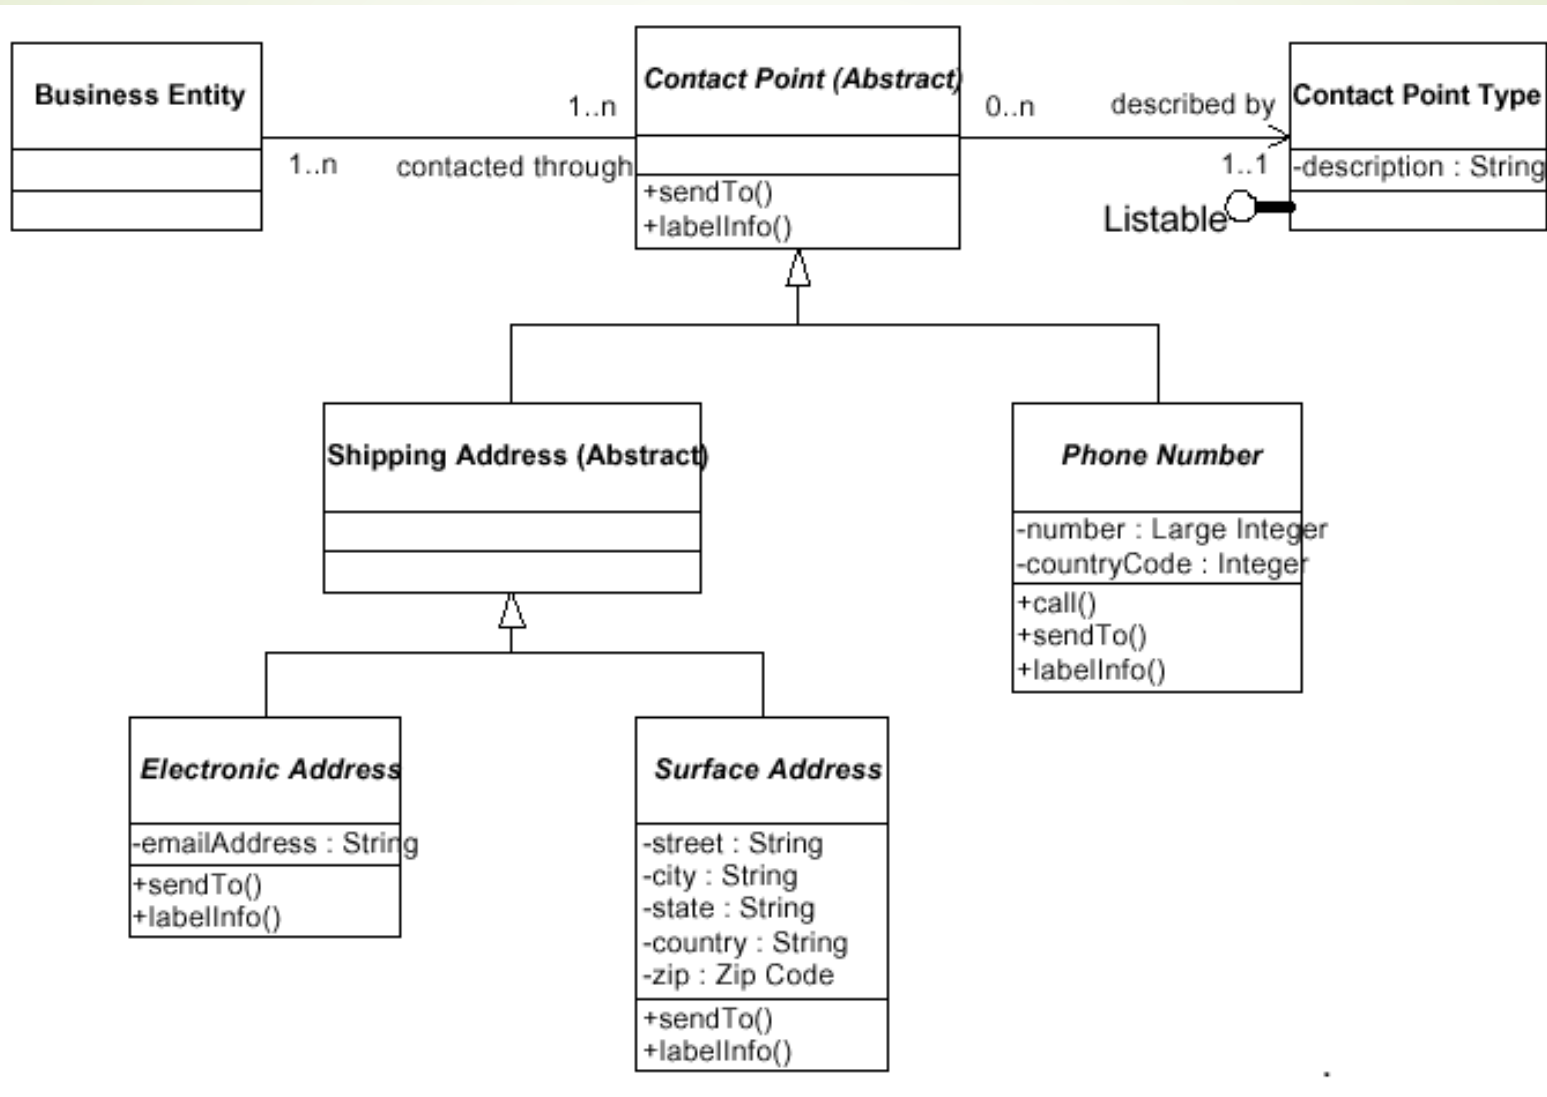 Business Entity
1..n
contacted through
1..n
Contact Point (Abstract)
+sendTo()
+labelInfo()
0..n
described by
1..1
Listable
Contact Point Type
-description : String
Shipping Address (Abstract)
Phone Number
-number : Large Integer
-countryCode : Integer
+call()
+sendTo()
+labelInfo()
Electronic Address
-emailAddress : String
+sendTo()
+labelInfo()
Surface Address
-street : String
-city : String
-state : String
-country : String
-zip : Zip Code
+sendTo()
+labelInfo()
.